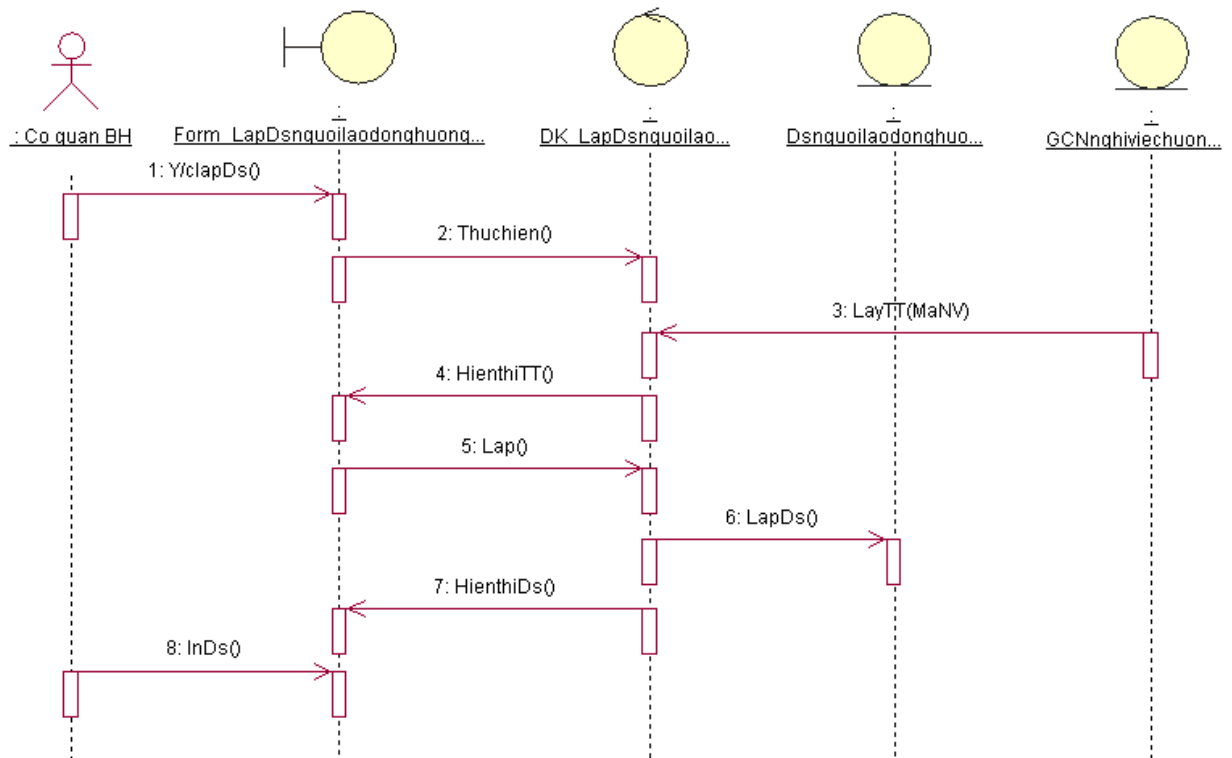 : Co quan BH
:
Form_LapDsnguoilaodonghuong...
:
DK_LapDsnguoilao...
:
Dsnguoilaodonghuo...
:
GCNnghiviechuon...
1: Y/clapDs()
2: Thuchien()
3: LayTT(MaNV)
4: HienthiTT()
5: Lap()
6: LapDs()
7: HienthiDs()
8: InDs()